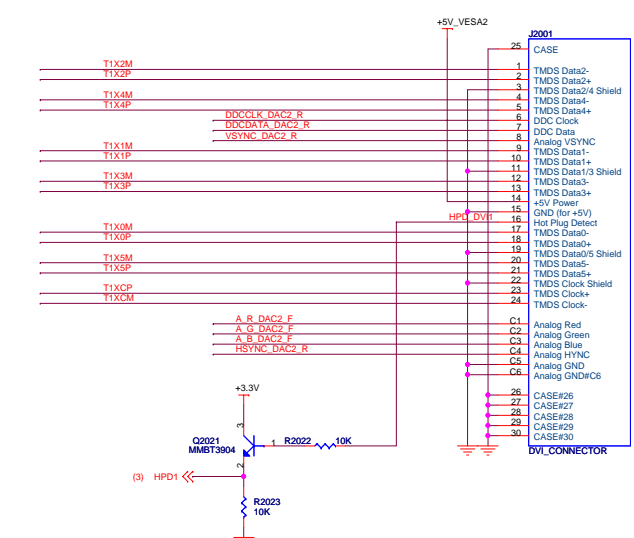 +5V_VESA2
J2001
25 CASE
T1X2M 1 TMDS Data2-
T1X2P 2 TMDS Data2+
3 TMDS Data2/4 Shield
T1X4M 4 TMDS Data4-
T1X4P 5 TMDS Data4+
DDCCLK_DAC2_R 6 DDC Clock
DDCDATA_DAC2_R 7 DDC Data
VSYNC_DAC2_R 8 Analog VSYNC
T1X1M 9 TMDS Data1-
T1X1P 10 TMDS Data1+
11 TMDS Data1/3 Shield
T1X3M 12 TMDS Data3-
T1X3P 13 TMDS Data3+
14 +5V Power
15 GND (for +5V)
HPD_DVI1 16 Hot Plug Detect
T1X0M 17 TMDS Data0-
T1X0P 18 TMDS Data0+
19 TMDS Data0/5 Shield
T1X5M 20 TMDS Data5-
T1X5P 21 TMDS Data5+
22 TMDS Clock Shield
T1XCP 23 TMDS Clock+
T1XCM 24 TMDS Clock-
A_R_DAC2_F C1 Analog Red
A_G_DAC2_F C2 Analog Green
A_B_DAC2_F C3 Analog Blue
HSYNC_DAC2_R C4 Analog HYNC
C5 Analog GND
C6 Analog GND#C6
+3.3V
26 CASE#26
27 CASE#27
28 CASE#28
29 CASE#29
30 CASE#30
DVI_CONNECTOR
3
Q2021
MMBT3904
1 R2022 10K
2
(3) HPD1
R2023
10K